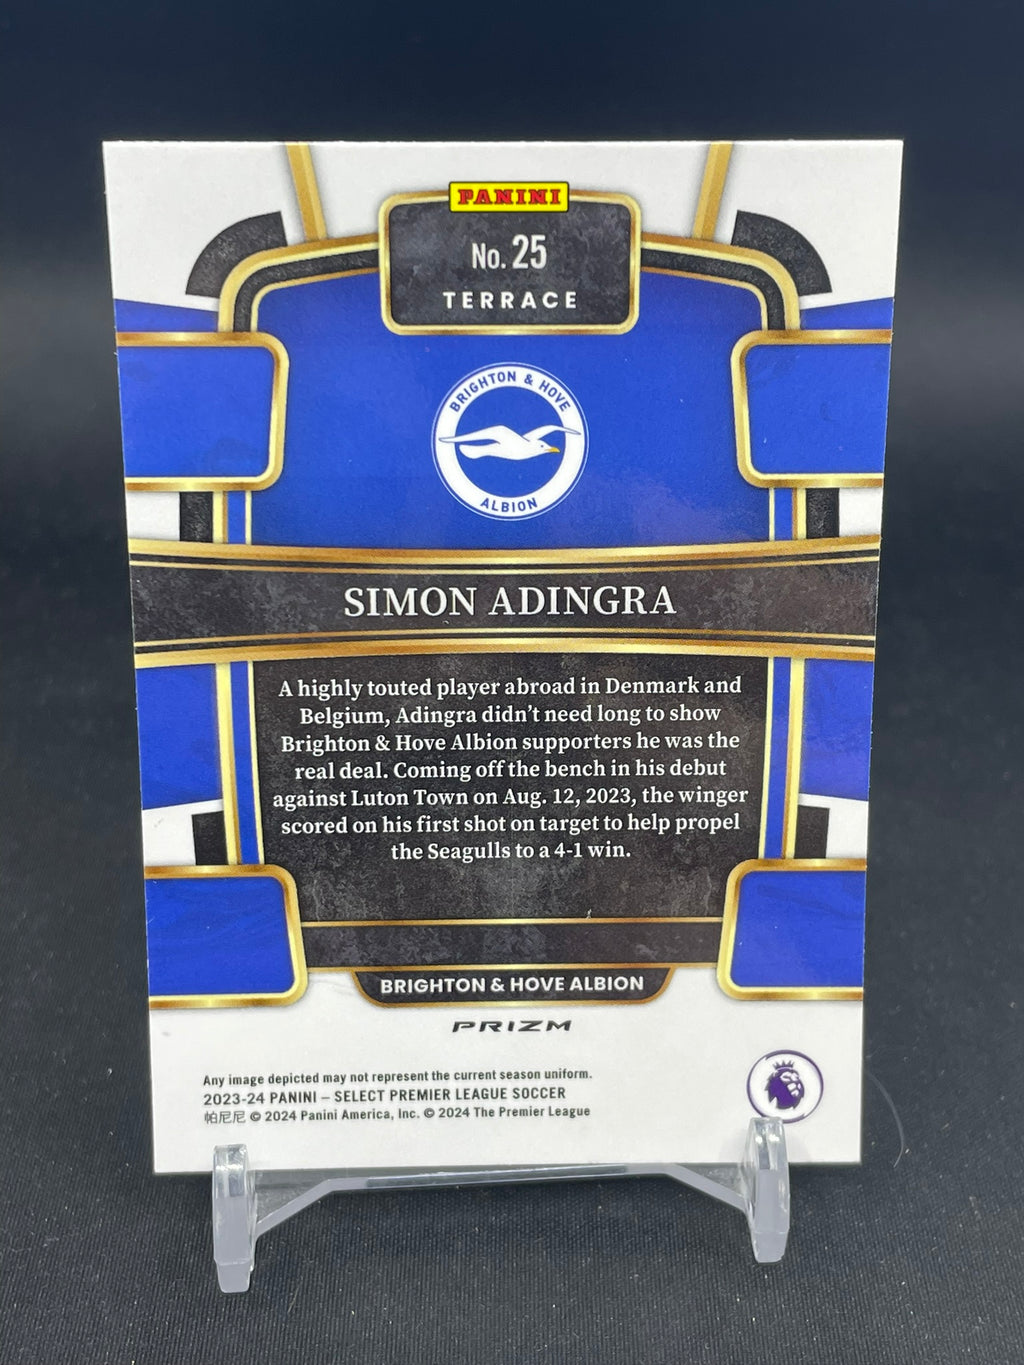 PANINI
No. 25
TERRACE
BRIGHTON & HOVE
ALBION
SIMON ADINGRA
A highly touted player abroad in Denmark and
Belgium, Adingra didn't need long to show
Brighton & Hove Albion supporters he was the
real deal. Coming off the bench in his debut
against Luton Town on Aug. 12, 2023, the winger
scored on his first shot on target to help propel
the Seagulls to a 4-1 win.
BRIGHTON & HOVE ALBION
PRIZM
Any image depicted may not represent the current season uniform.
2023-24 PANINI – SELECT PREMIER LEAGUE SOCCER
帕尼尼 © 2024 Panini America, Inc. © 2024 The Premier League